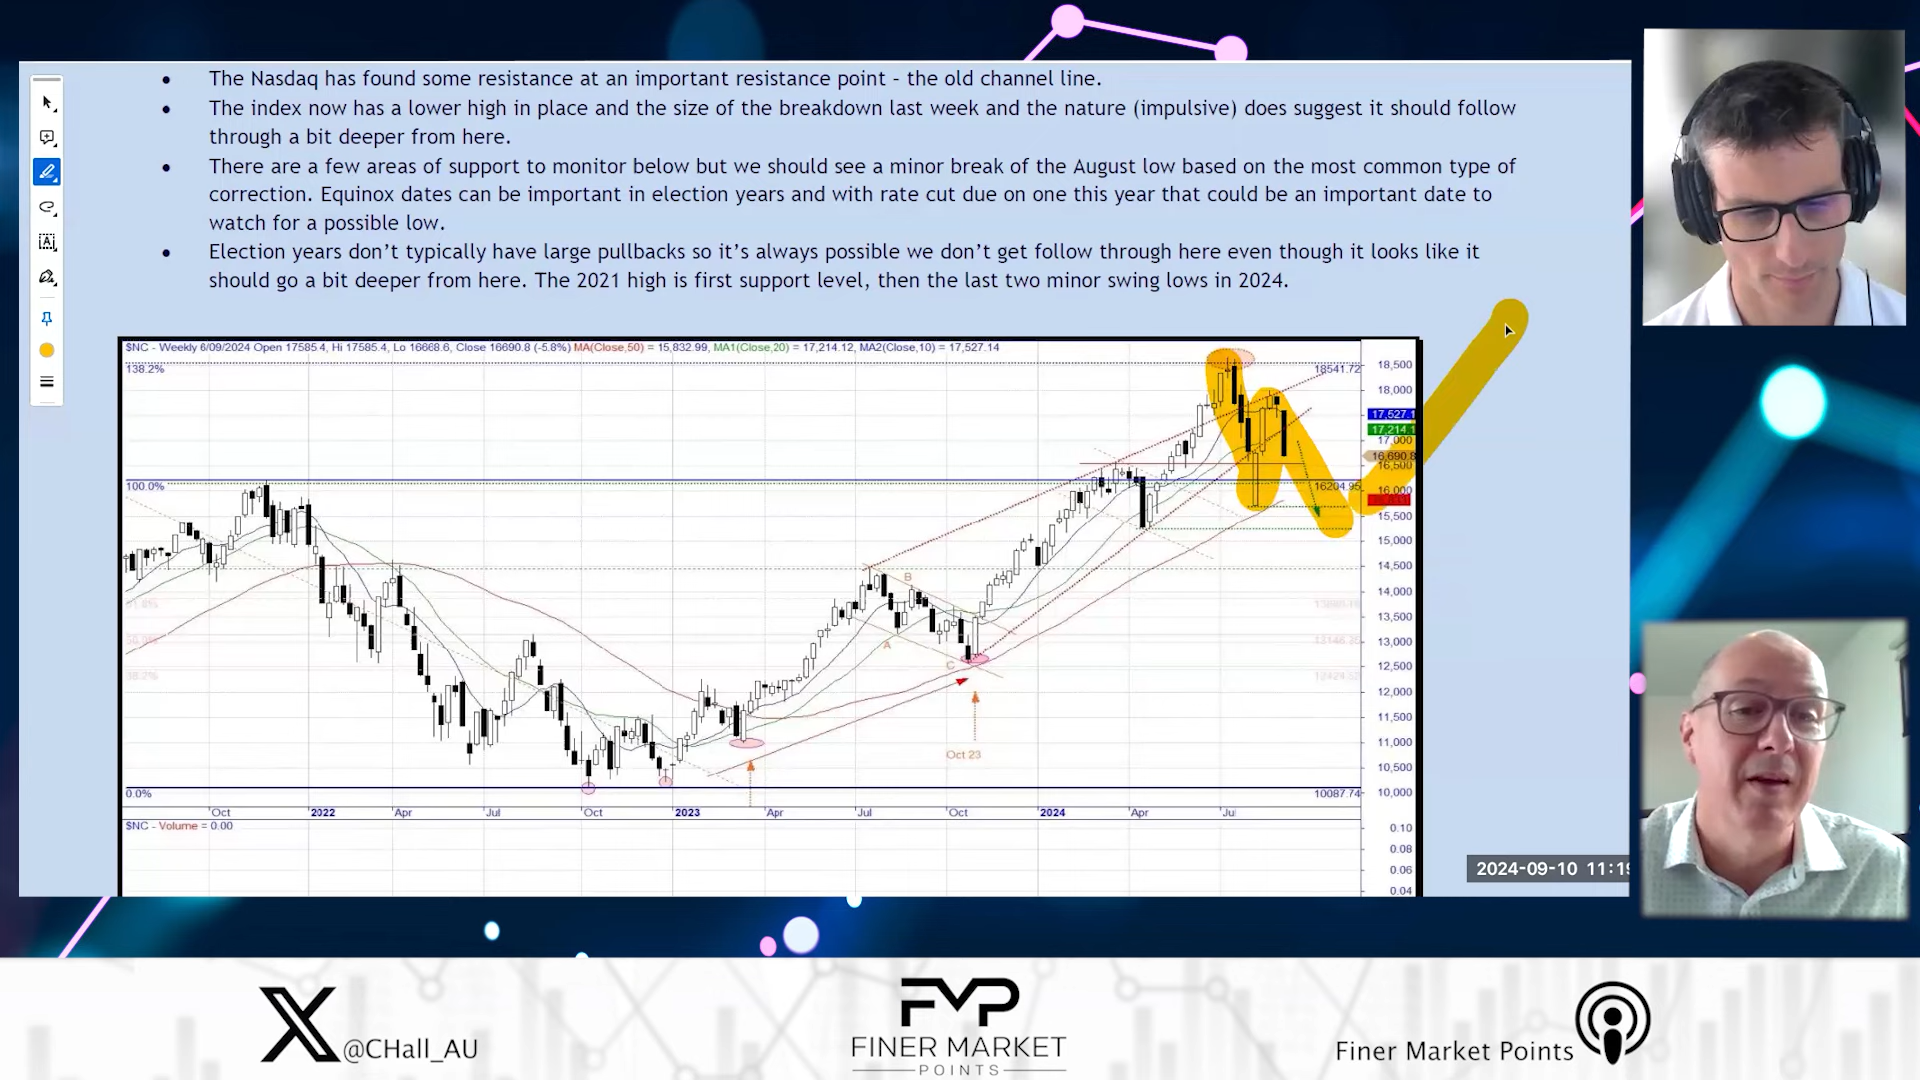 • The Nasdaq has found some resistance at an important resistance point - the old channel line.
• The index now has a lower high in place and the size of the breakdown last week and the nature (impulsive) does suggest it should follow
through a bit deeper from here.
• There are a few areas of support to monitor below but we should see a minor break of the August low based on the most common type of
correction. Equinox dates can be important in election years and with rate cut due on one this year that could be an important date to
watch for a possible low.
• Election years don't typically have large pullbacks so it's always possible we don't get follow through here even though it looks like it
should go a bit deeper from here. The 2021 high is first support level, then the last two minor swing lows in 2024.
$NC - Weekly 6/09/2024 Open 17585.4, Hi 17585.4, Lo 16668.6, Close 16690.8 (-5.8%) MA(Close,50) = 15,832.99, MA1(Close,20) = 17,214.12, MA2(Close,10) = 17,527.14
138.2% 18541.72 18,500
18,000
17,527.1
17,214.1
17,000
16,690.8
16,500
100.0% 16204.95 16,000
15,500
15,000
14,500
B 14,000
13,500
50.0% A 13146.35 13,000
C 12,500
38.2% 12,000
11,500
11,000
Oct 23
10,500
0.0% 10087.74 10,000
Oct 2022 Apr Jul Oct 2023 Apr Jul Oct 2024 Apr Jul
$NC - Volume = 0.00 0.10
0.08
0.06
0.04
2024-09-10 11:19
@CHall_AU
FMP
FINER MARKET
POINTS
Finer Market Points